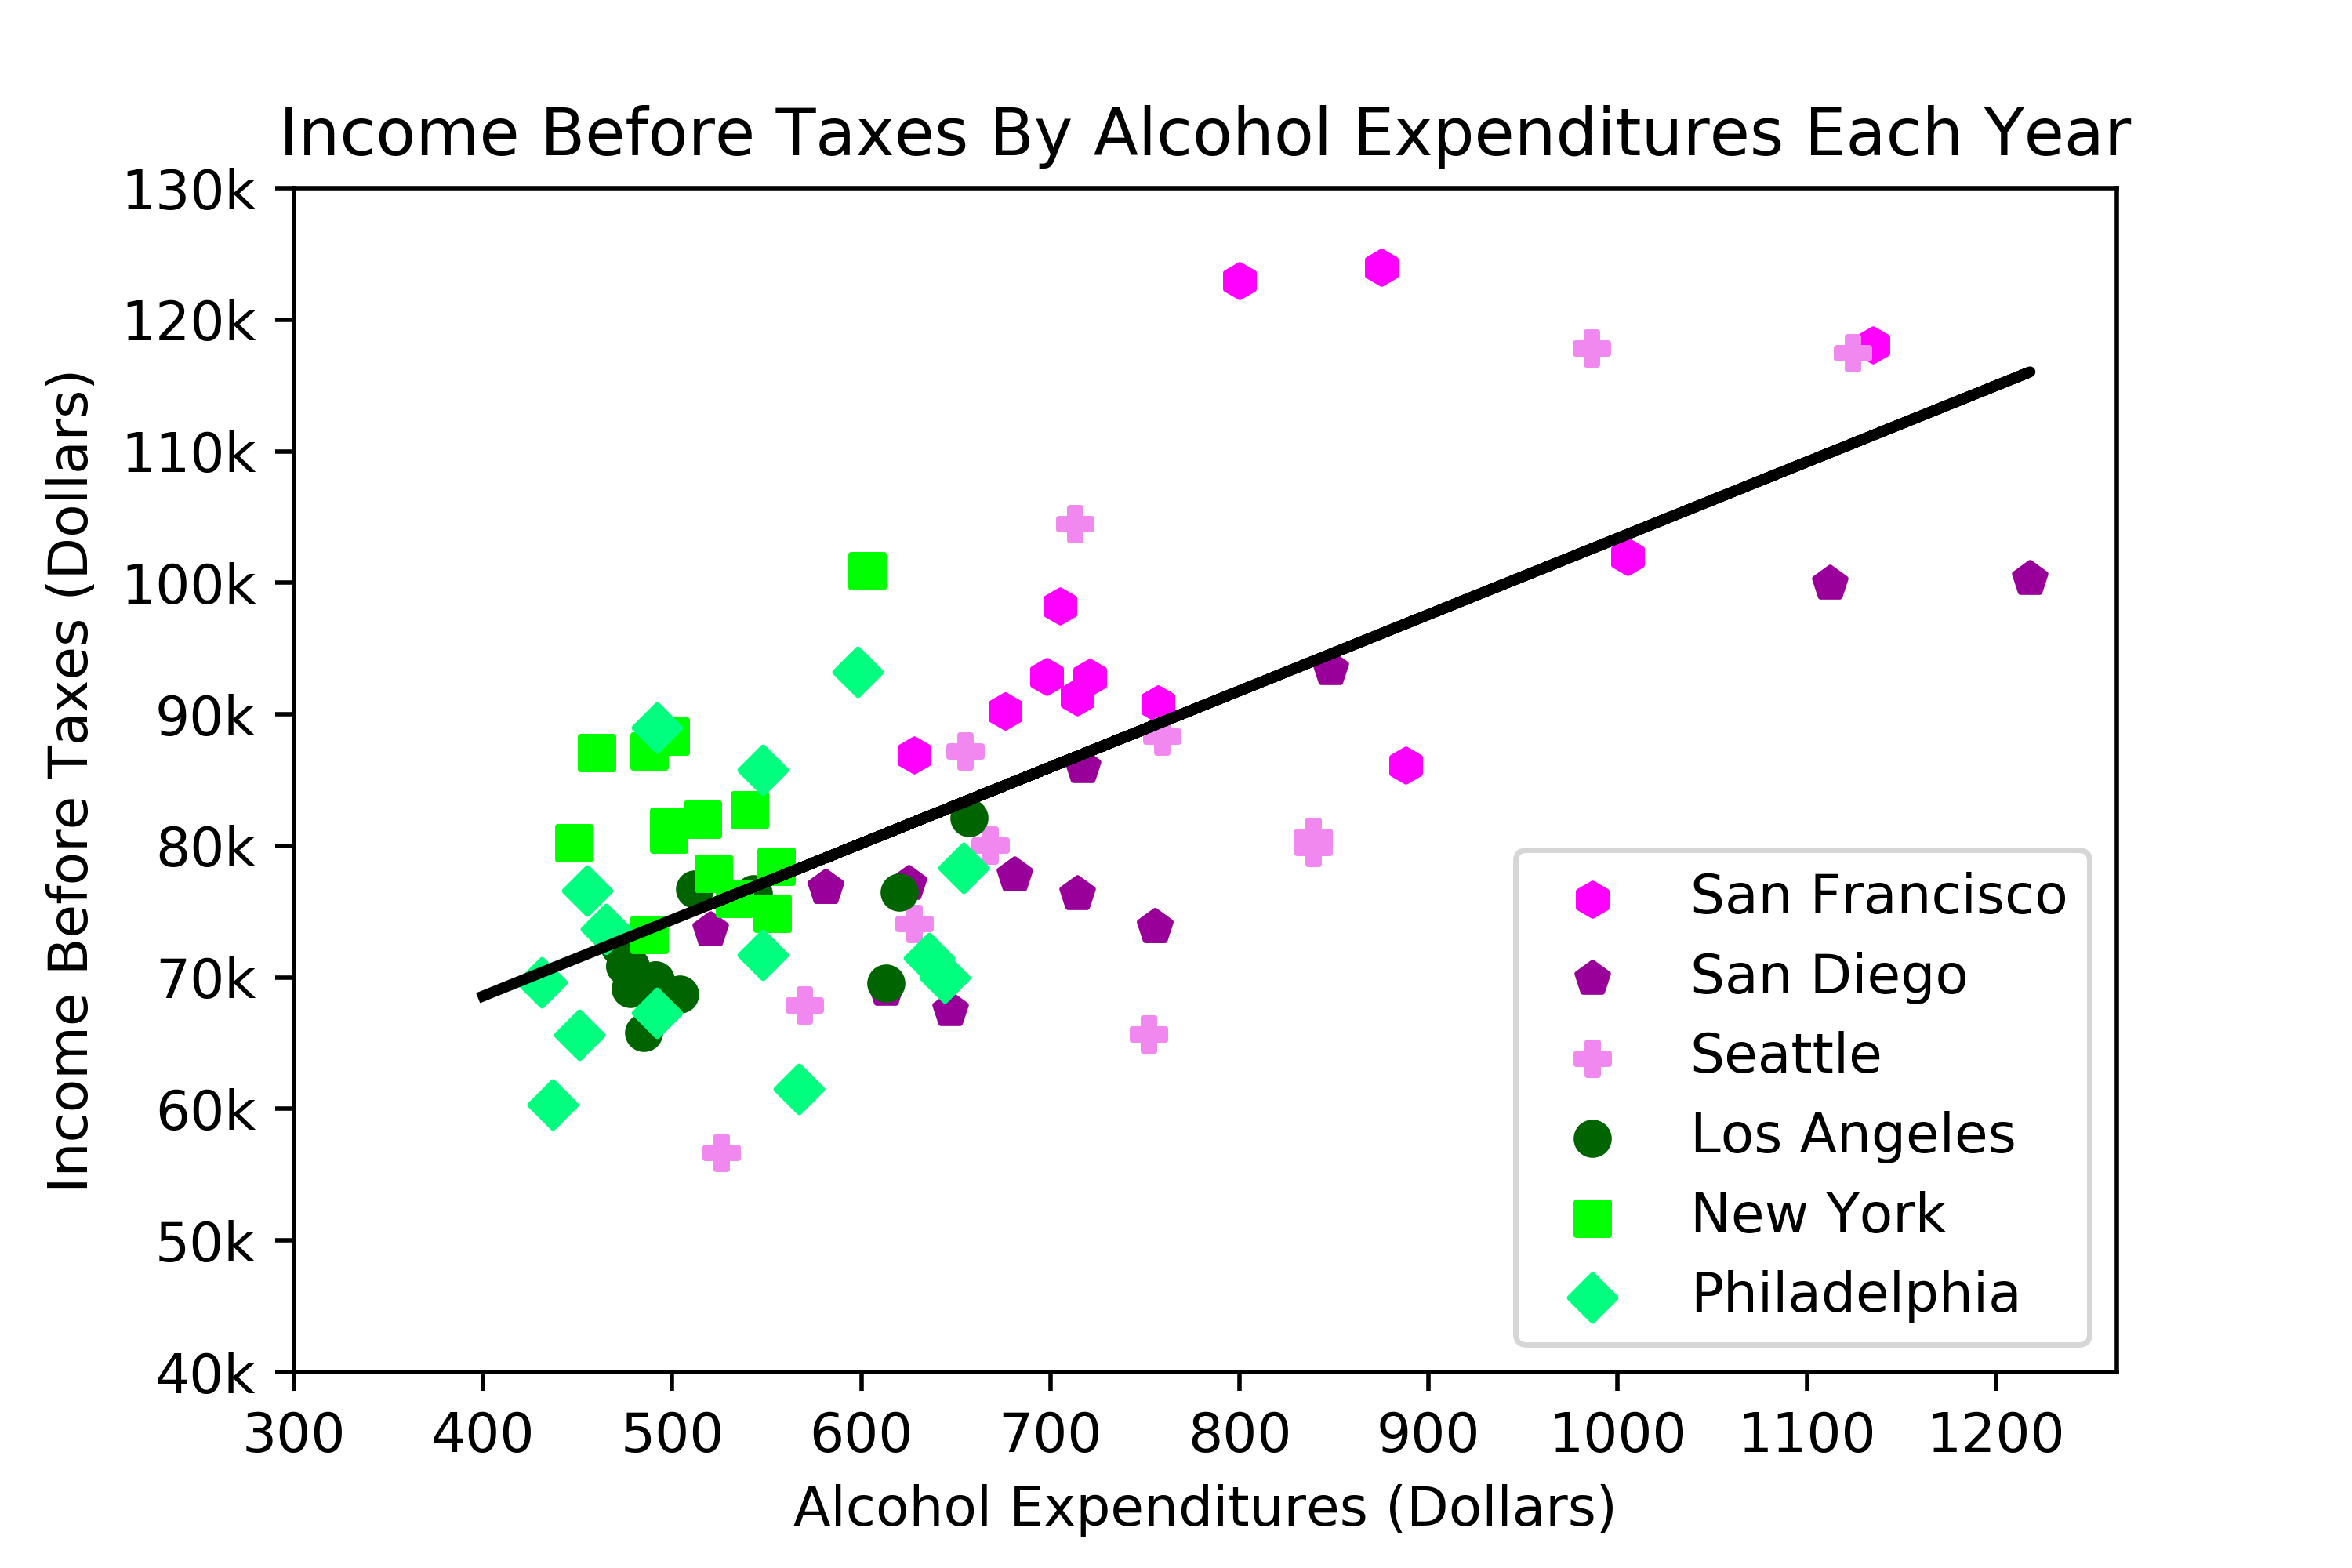 Income Before Taxes By Alcohol Expenditures Each Year
130k
120k
110k
100k
90k
80k
70k
60k
50k
40k
Income Before Taxes (Dollars)
San Francisco
San Diego
Seattle
Los Angeles
New York
Philadelphia
300 400 500 600 700 800 900 1000 1100 1200
Alcohol Expenditures (Dollars)